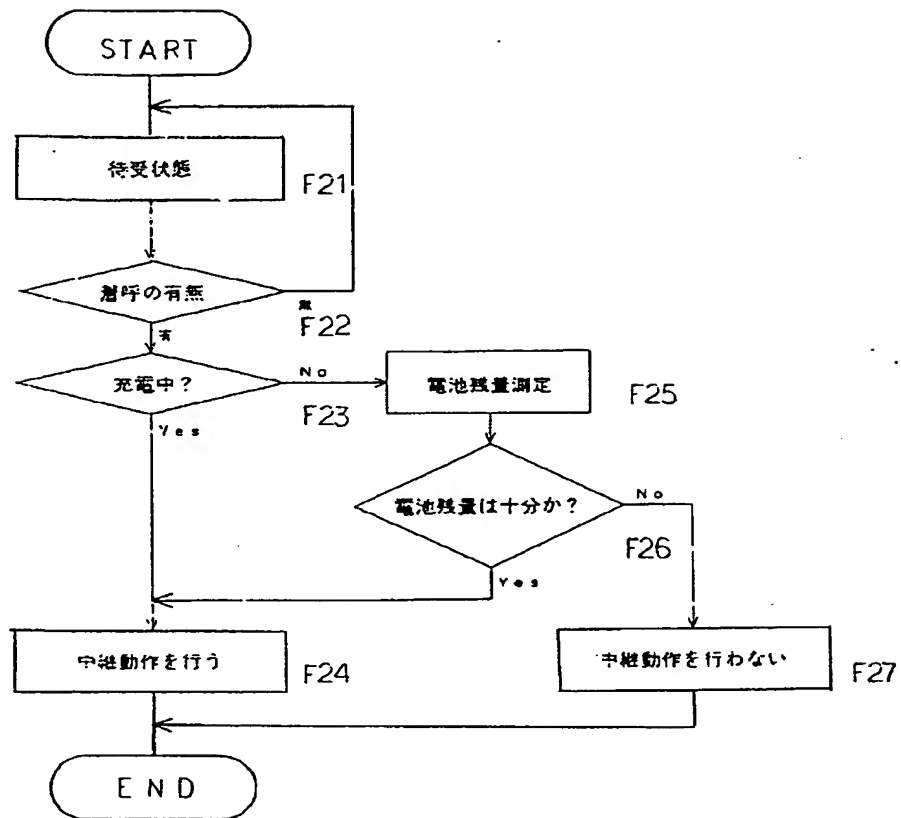 START
待受状態
F21
着呼の有無
無
F22
有
充電中?
No
F23
Yes
電池残量測定
F25
電池残量は十分か?
No
F26
Yes
中継動作を行う
F24
中継動作を行わない
F27
END